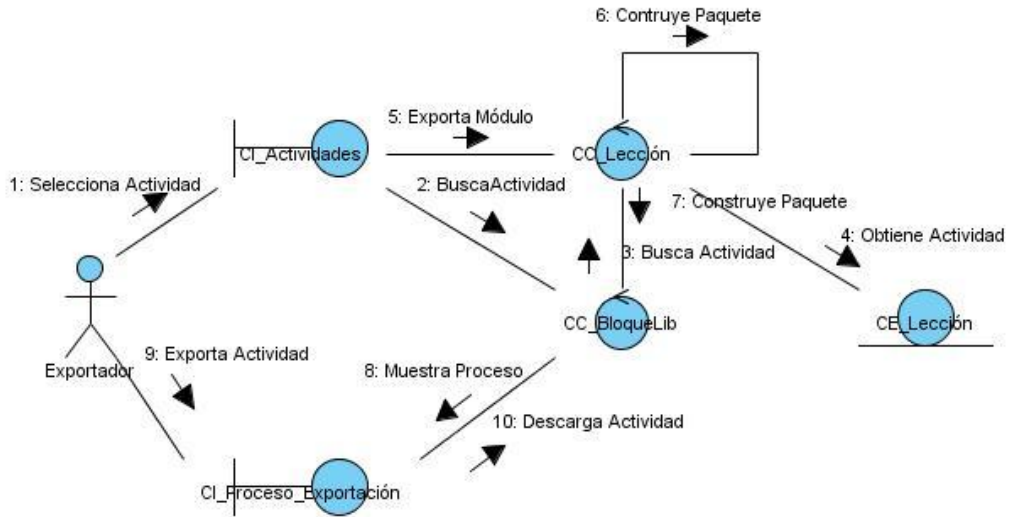 6: Contruye Paquete
5: Exporta Módulo
CI_Actividades
CC_Lección
1: Selecciona Actividad
2: BuscaActividad
7: Construye Paquete
4: Obtiene Actividad
3: Busca Actividad
CC_BloqueLib
CE_Lección
Exportador
9: Exporta Actividad
8: Muestra Proceso
10: Descarga Actividad
CI_Proceso_Exportación